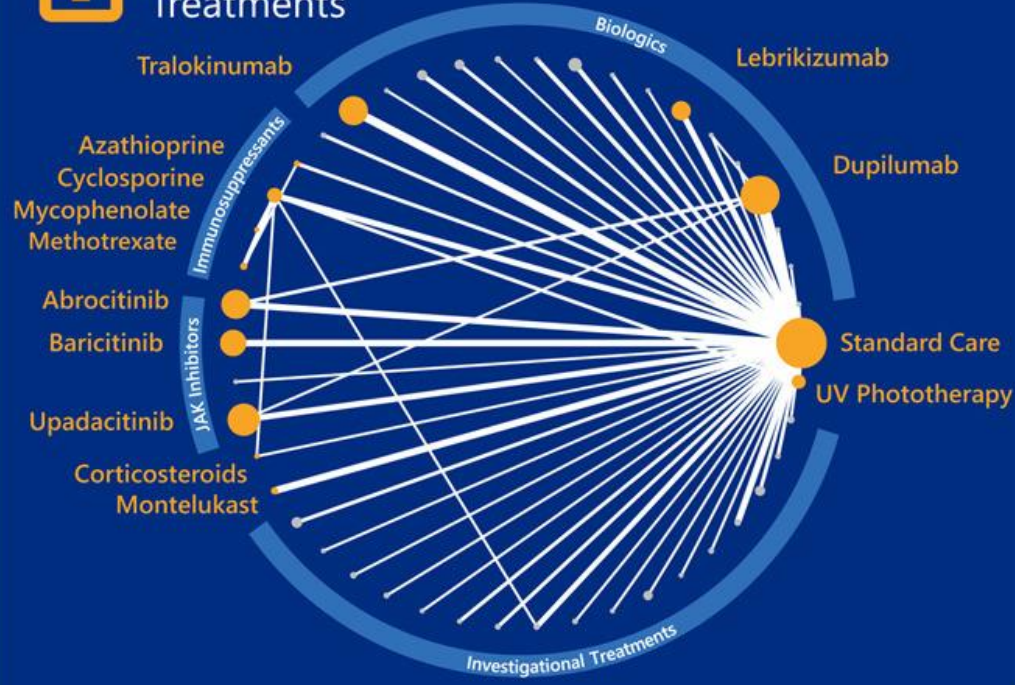 Treatments
Biologics
Tralokinumab
Lebrikizumab
Immunosuppressants
Azathioprine
Cyclosporine
Mycophenolate
Methotrexate
Dupilumab
JAK Inhibitors
Abrocitinib
Baricitinib
Upadacitinib
Standard Care
UV Phototherapy
Corticosteroids
Montelukast
Investigational Treatments